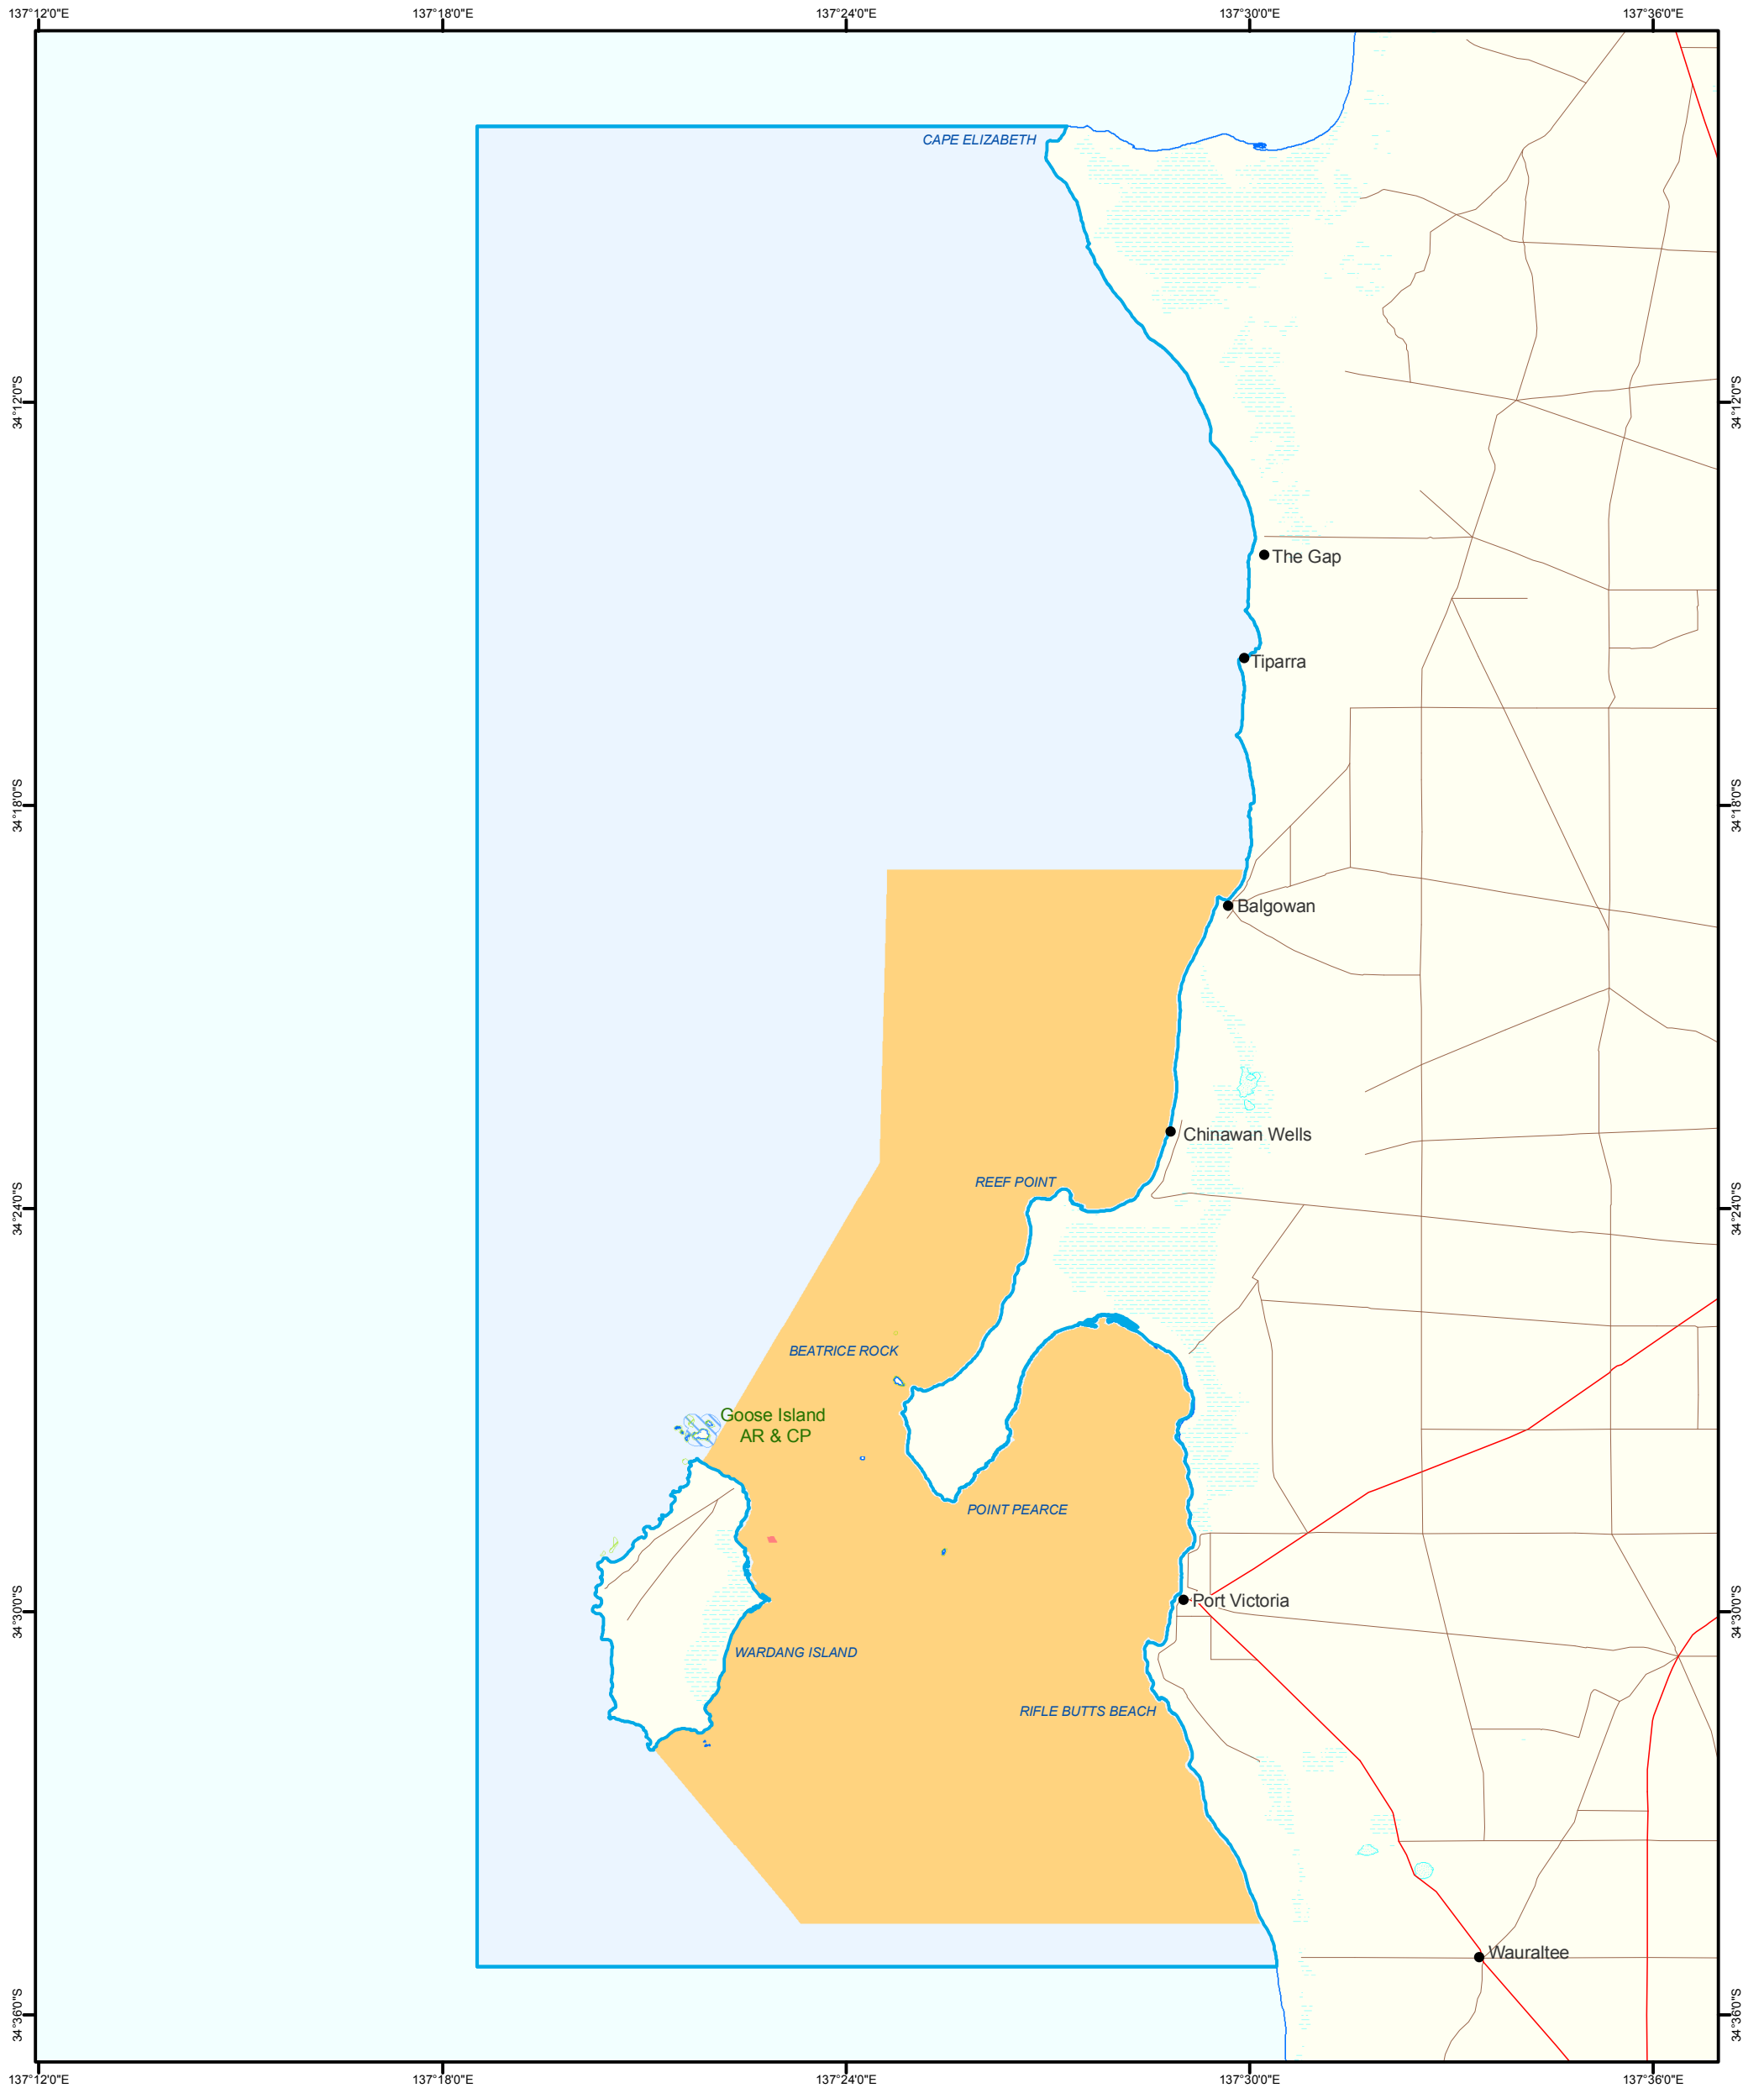 137°12'0"E
137°18'0"E
137°24'0"E
137°30'0"E
137°36'0"E
CAPE ELIZABETH
34°12'0"S
34°12'0"S
The Gap
Tiparra
34°18'0"S
34°18'0"S
Balgowan
Chinawan Wells
REEF POINT
34°24'0"S
34°24'0"S
BEATRICE ROCK
Goose Island
AR & CP
POINT PEARCE
Port Victoria
34°30'0"S
34°30'0"S
WARDANG ISLAND
RIFLE BUTTS BEACH
Wauraltee
34°36'0"S
34°36'0"S
137°12'0"E
137°18'0"E
137°24'0"E
137°30'0"E
137°36'0"E